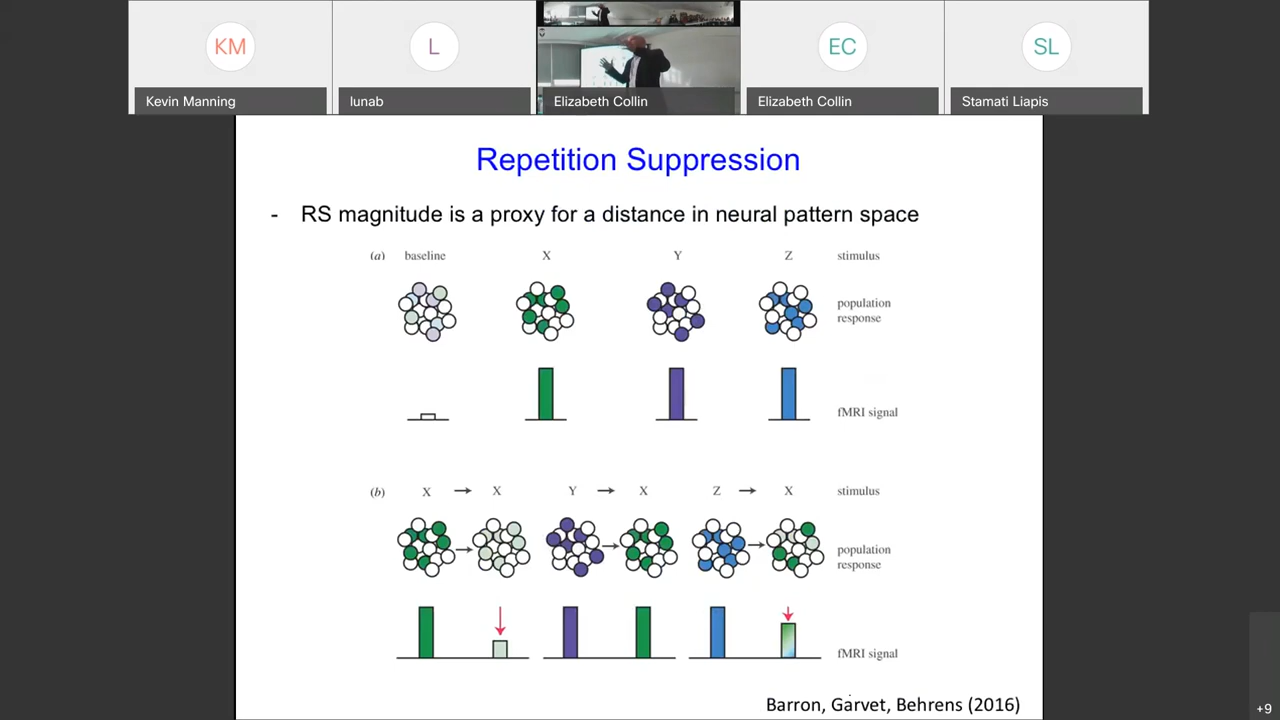 KM
L
EC
SL
Kevin Manning
lunab
Elizabeth Collin
Elizabeth Collin
Stamati Liapis
Repetition Suppression
- RS magnitude is a proxy for a distance in neural pattern space
(a) baseline X Y Z stimulus
population
response
fMRI signal
(b) X → X Y → X Z → X stimulus
population
response
fMRI signal
Barron, Garvet, Behrens (2016)
+9